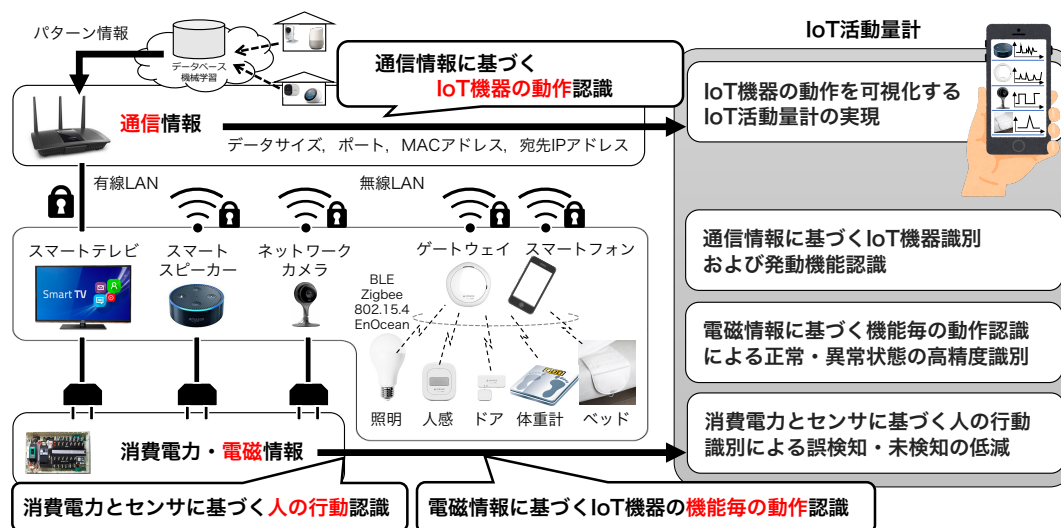 パターン情報
データベース
機械学習
通信情報に基づく
IoT機器の動作認識
IoT活動量計
通信情報
データサイズ，ポート，MACアドレス，宛先IPアドレス
IoT機器の動作を可視化する
IoT活動量計の実現
有線LAN
無線LAN
スマートテレビ
スマート
スピーカー
ネットワーク
カメラ
ゲートウェイ
スマートフォン
Smart TV
BLE
Zigbee
802.15.4
EnOcean
照明
人感
ドア
体重計
ベッド
通信情報に基づくIoT機器識別
および発動機能認識
電磁情報に基づく機能毎の動作認識
による正常・異常状態の高精度識別
消費電力とセンサに基づく人の行動
識別による誤検知・未検知の低減
消費電力・電磁情報
消費電力とセンサに基づく人の行動認識
電磁情報に基づくIoT機器の機能毎の動作認識